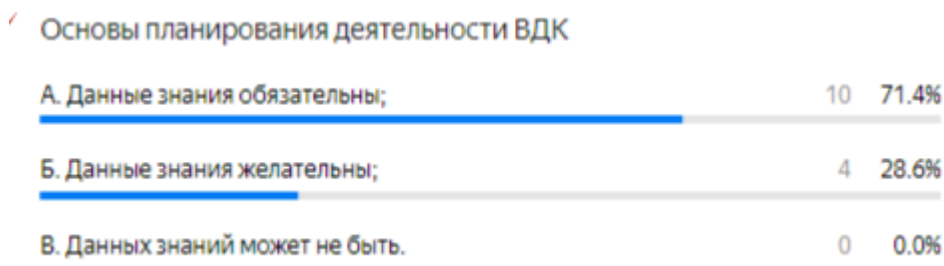 Основы планирования деятельности ВДК
А. Данные знания обязательны; 10 71.4%
Б. Данные знания желательны; 4 28.6%
В. Данных знаний может не быть. 0 0.0%